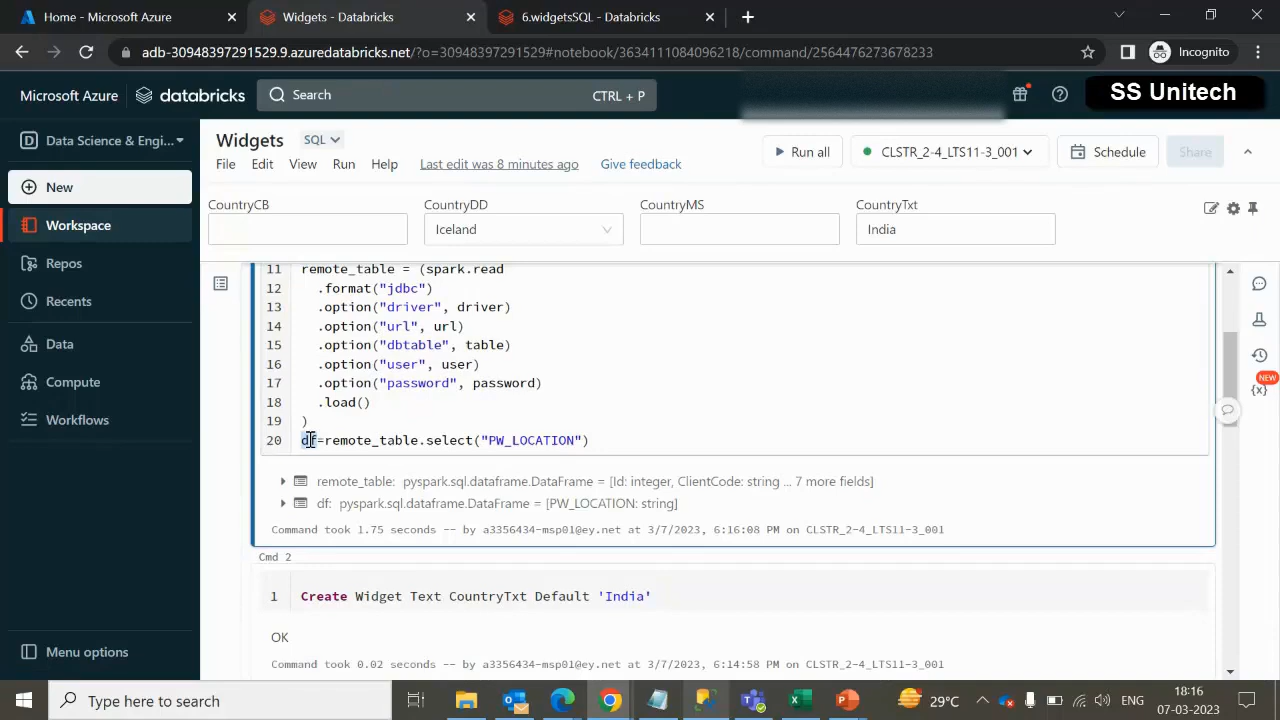 Home - Microsoft Azure
Widgets - Databricks
6.widgetsSQL - Databricks
adb-30948397291529.9.azuredatabricks.net/?o=30948397291529#notebook/3634111084096218/command/2564476273678233
Incognito
Microsoft Azure
databricks
Search
CTRL + P
SS Unitech
Data Science & Engi...
Widgets
SQL
Run all
CLSTR_2-4_LTS11-3_001
Schedule
Share
File Edit View Run Help Last edit was 8 minutes ago Give feedback
New
Workspace
Repos
Recents
Data
Compute
Workflows
Menu options
CountryCB
CountryDD
Iceland
CountryMS
CountryTxt
India
11 remote_table = (spark.read
12 .format("jdbc")
13 .option("driver", driver)
14 .option("url", url)
15 .option("dbtable", table)
16 .option("user", user)
17 .option("password", password)
18 .load()
19 )
20 df=remote_table.select("PW_LOCATION")
remote_table: pyspark.sql.dataframe.DataFrame = [Id: integer, ClientCode: string ... 7 more fields]
df: pyspark.sql.dataframe.DataFrame = [PW_LOCATION: string]
Command took 1.75 seconds -- by a3356434-msp01@ey.net at 3/7/2023, 6:16:08 PM on CLSTR_2-4_LTS11-3_001
Cmd 2
1 Create Widget Text CountryTxt Default 'India'
OK
Command took 0.02 seconds -- by a3356434-msp01@ey.net at 3/7/2023, 6:14:58 PM on CLSTR_2-4_LTS11-3_001
NEW
{x}
Type here to search
29°C
ENG
18:16
07-03-2023